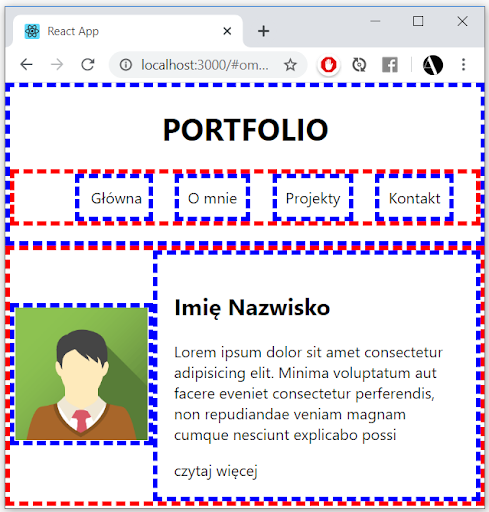 React App
localhost:3000/#om...
PORTFOLIO
Główna O mnie Projekty Kontakt
Imię Nazwisko
Lorem ipsum dolor sit amet consectetur
adipisicing elit. Minima voluptatum aut
facere eveniet consectetur perferendis,
non repudiandae veniam magnam
cumque nesciunt explicabo possi
czytaj więcej